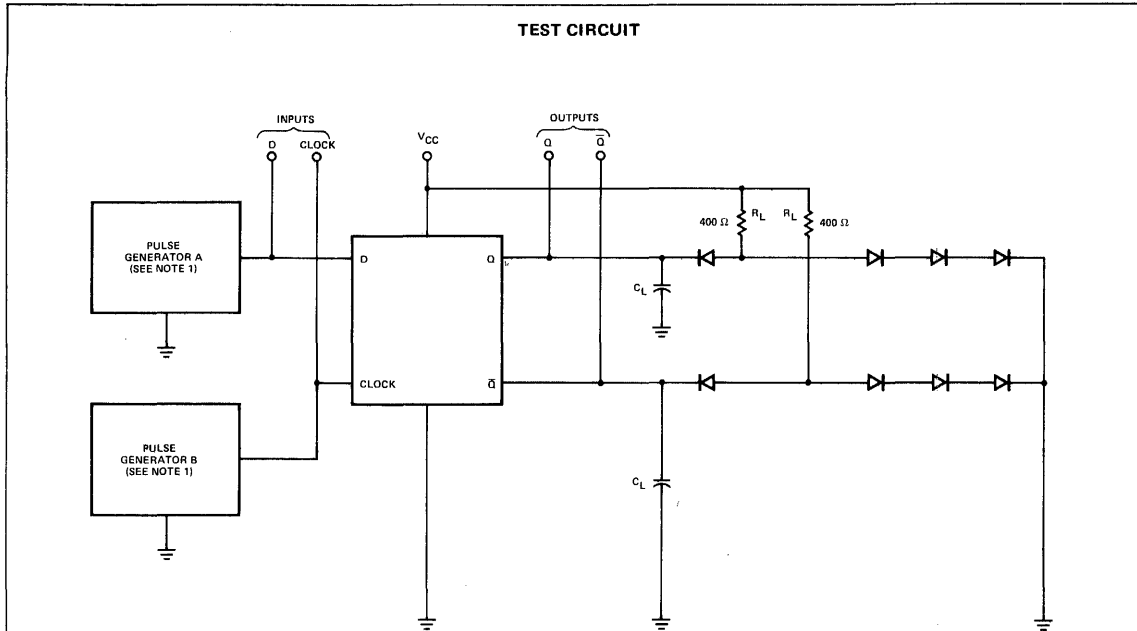 TEST CIRCUIT
INPUTS
OUTPUTS
D CLOCK
VCC
Q Q̅
PULSE
GENERATOR A
(SEE NOTE 1)
D
Q
400 Ω
RL
RL
400 Ω
CL
CLOCK
Q̅
PULSE
GENERATOR B
(SEE NOTE 1)
CL